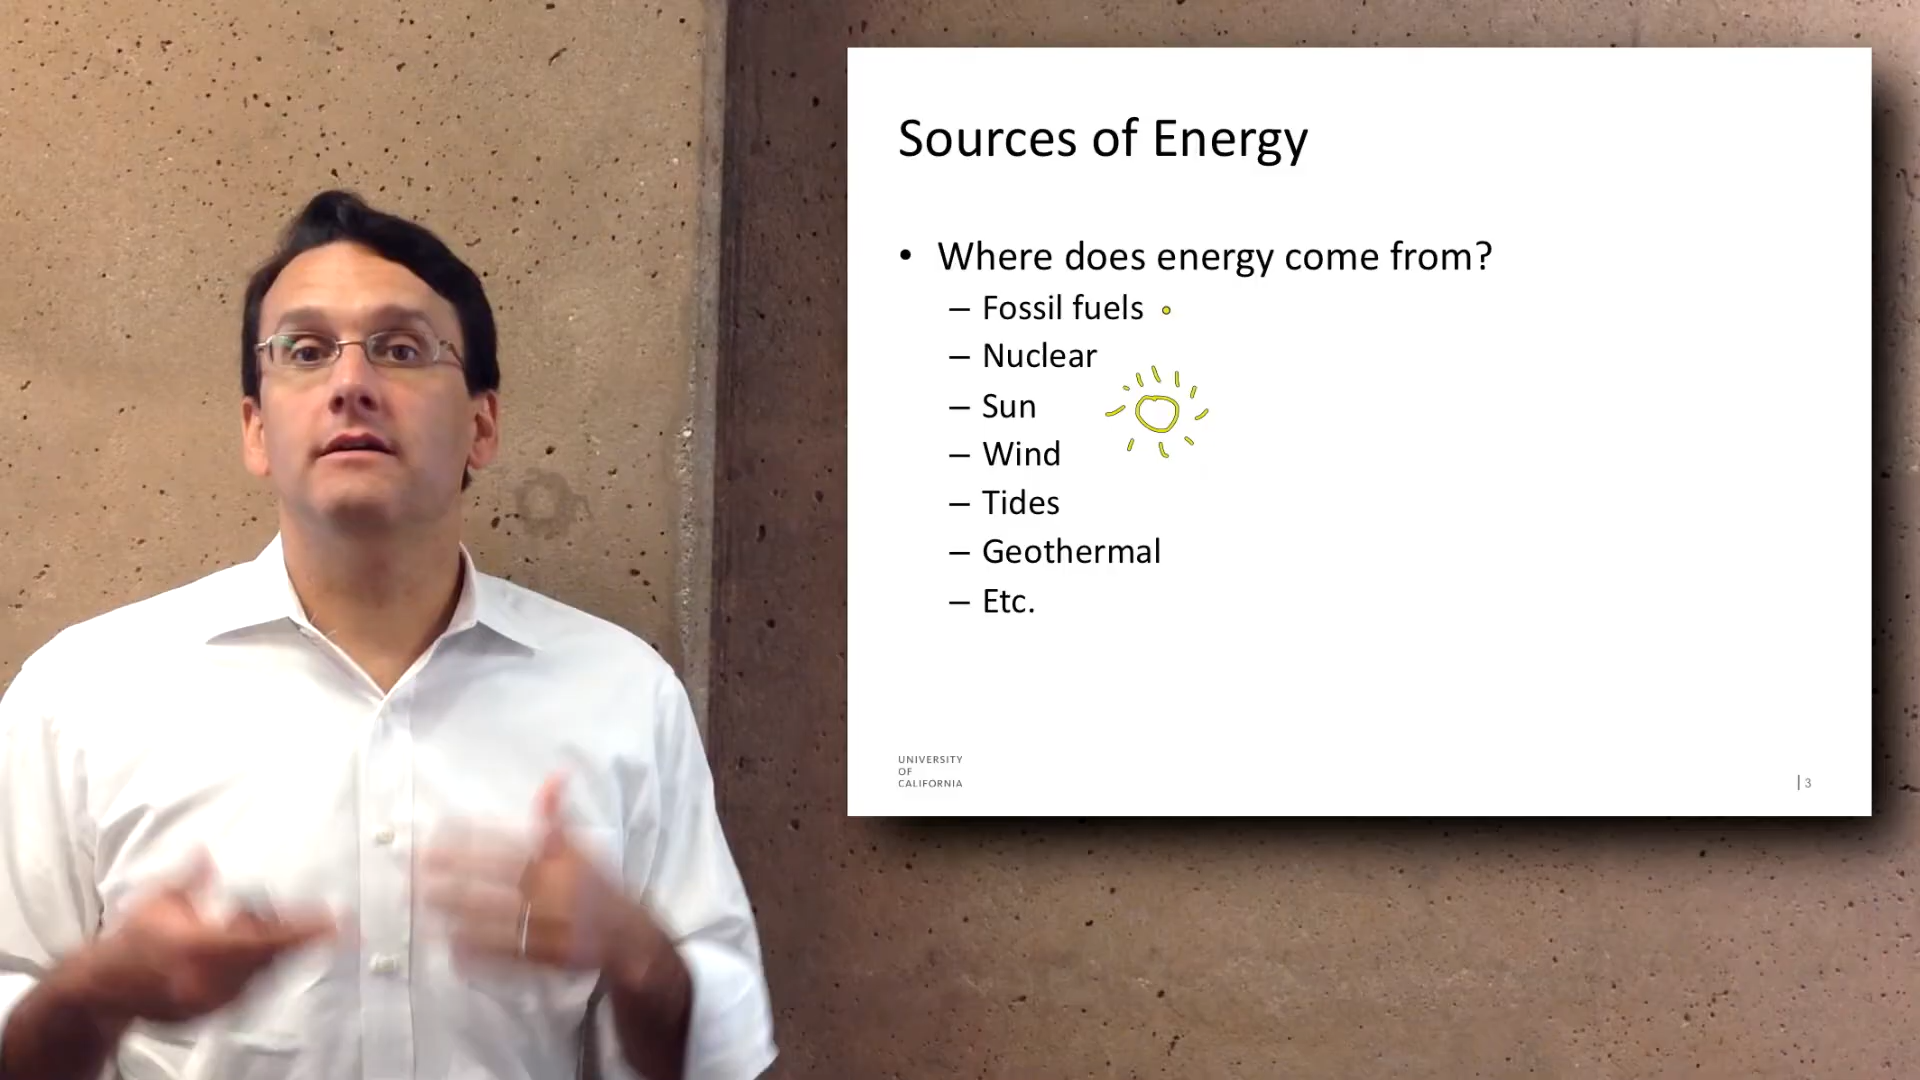 Sources of Energy
• Where does energy come from?
– Fossil fuels
– Nuclear
– Sun
– Wind
– Tides
– Geothermal
– Etc.
UNIVERSITY
OF
CALIFORNIA
| 3